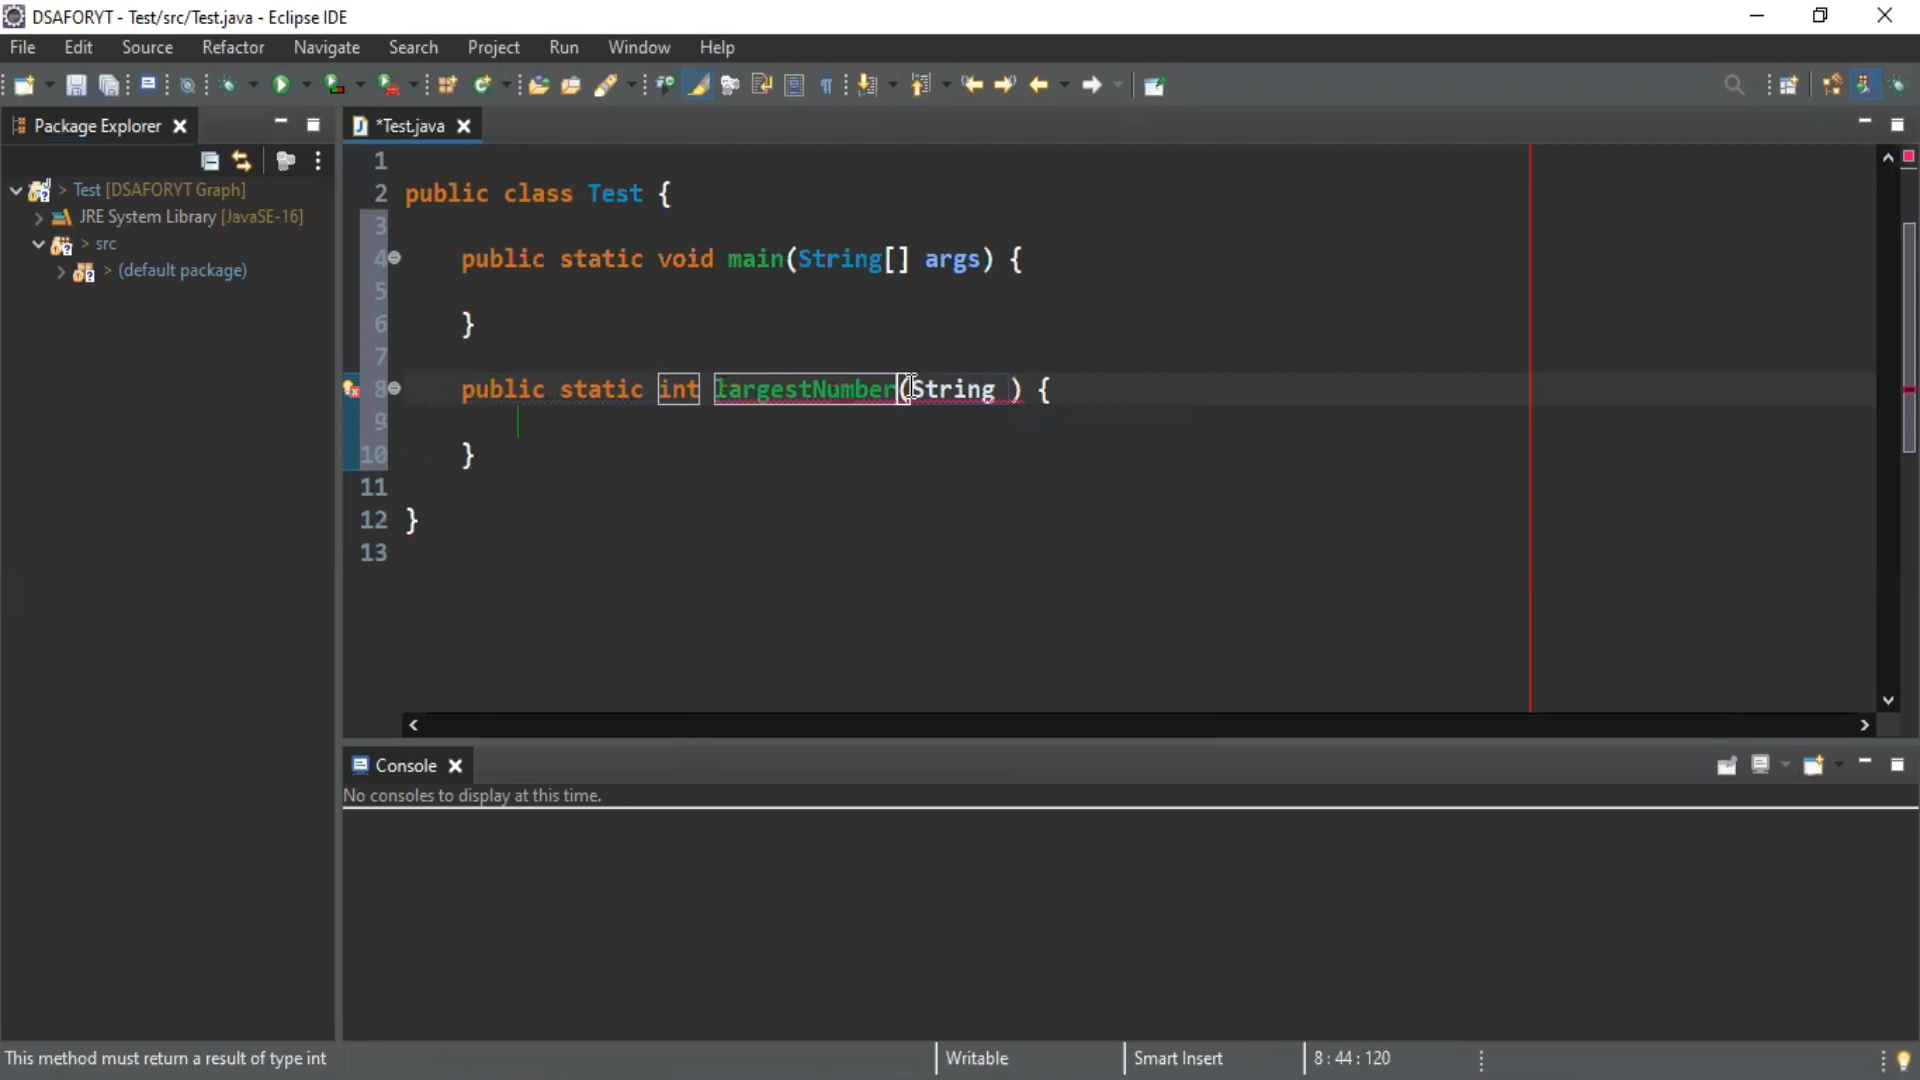 DSAFORYT - Test/src/Test.java - Eclipse IDE
File Edit Source Refactor Navigate Search Project Run Window Help
Package Explorer
*Test.java
> Test [DSAFORYT Graph]
JRE System Library [JavaSE-16]
> src
> (default package)
1
2 public class Test {
3
4 public static void main(String[] args) {
5
6 }
7
8 public static int largestNumber(String ) {
9
10 }
11
12 }
13
Console
No consoles to display at this time.
This method must return a result of type int
Writable
Smart Insert
8 : 44 : 120